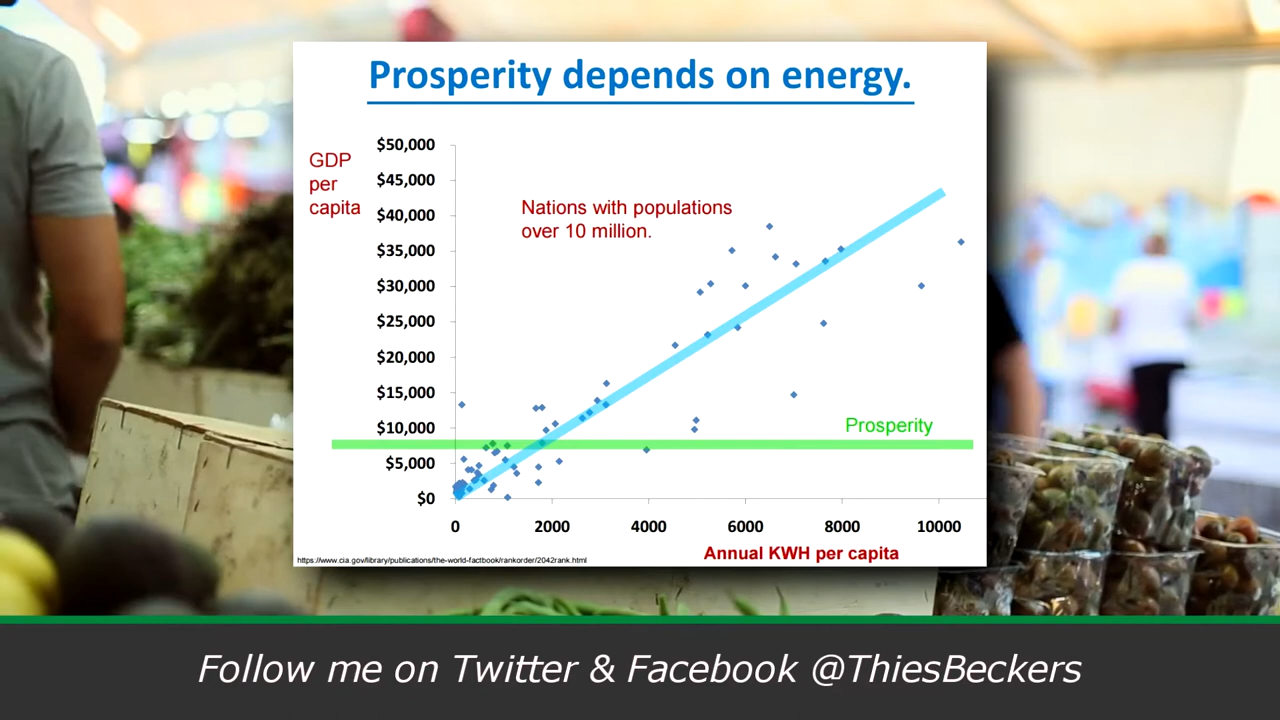 Prosperity depends on energy.
GDP
per
capita
$50,000
$45,000
$40,000
$35,000
$30,000
$25,000
$20,000
$15,000
$10,000
$5,000
$0
Nations with populations
over 10 million.
Prosperity
0 2000 4000 6000 8000 10000
Annual KWH per capita
https://www.cia.gov/library/publications/the-world-factbook/rankorder/2042rank.html
Follow me on Twitter & Facebook @ThiesBeckers